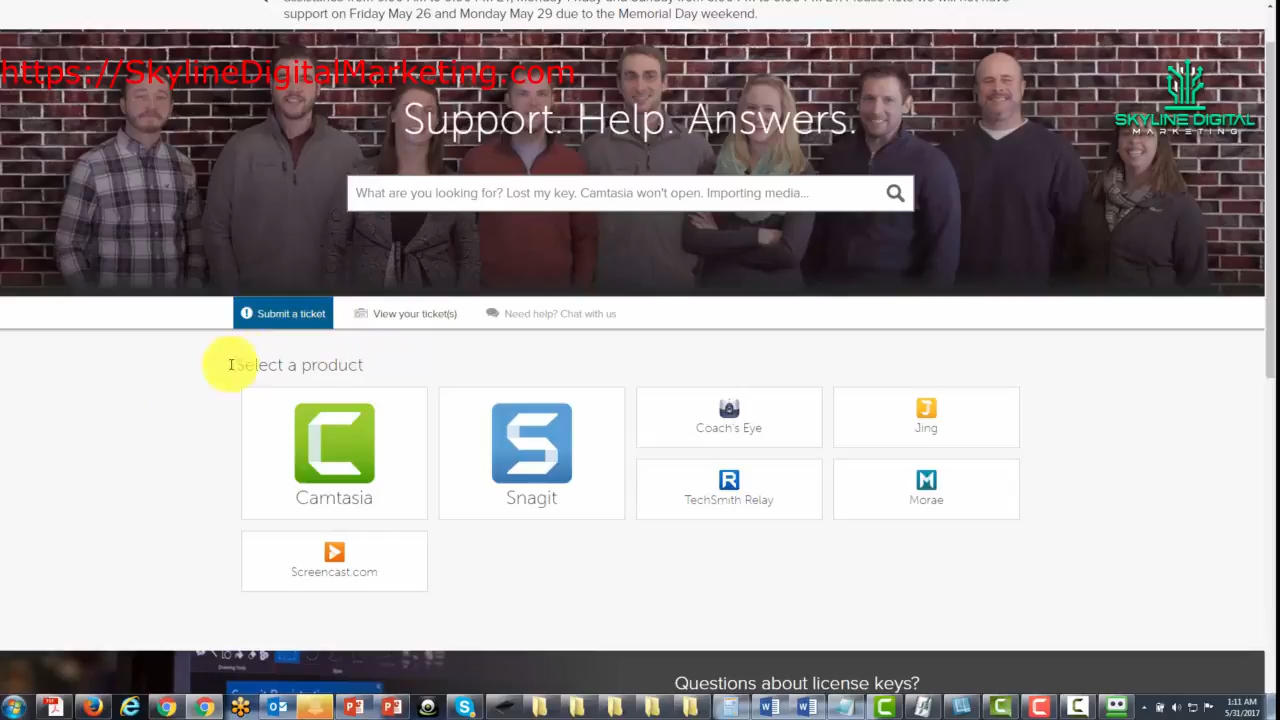 support on Friday May 26 and Monday May 29 due to the Memorial Day weekend.
https://SkylineDigitalMarketing.com
SKYLINE DIGITAL
MARKETING
Support. Help. Answers.
What are you looking for? Lost my key. Camtasia won't open. Importing media...
Submit a ticket
View your ticket(s)
Need help? Chat with us
Select a product
Camtasia
Snagit
Coach's Eye
Jing
TechSmith Relay
Morae
Screencast.com
Questions about license keys?
1:11 AM
5/31/2017